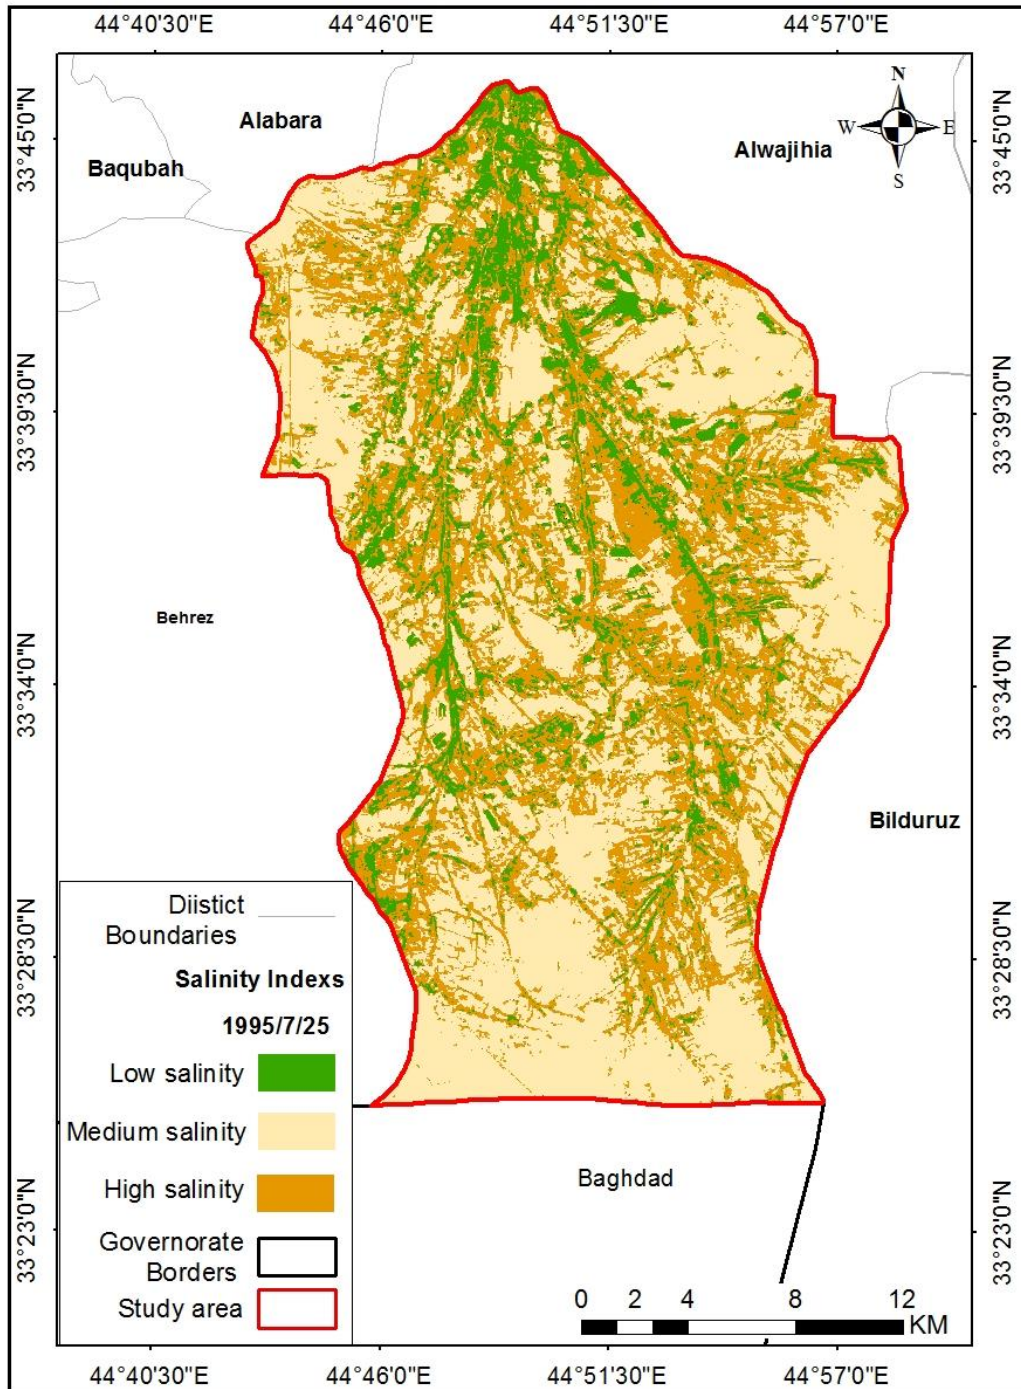 44°40'30"E 44°46'0"E 44°51'30"E 44°57'0"E
33°45'0"N
33°39'30"N
33°34'0"N
33°28'30"N
33°23'0"N
N
W E
S
Alabara
Baqubah
Alwajihia
Behrez
Bilduruz
Baghdad
Diistict
Boundaries
Salinity Indexs
1995/7/25
Low salinity
Medium salinity
High salinity
Governorate
Borders
Study area
0 2 4 8 12
KM
33°45'0"N
33°39'30"N
33°34'0"N
33°28'30"N
33°23'0"N
44°40'30"E 44°46'0"E 44°51'30"E 44°57'0"E